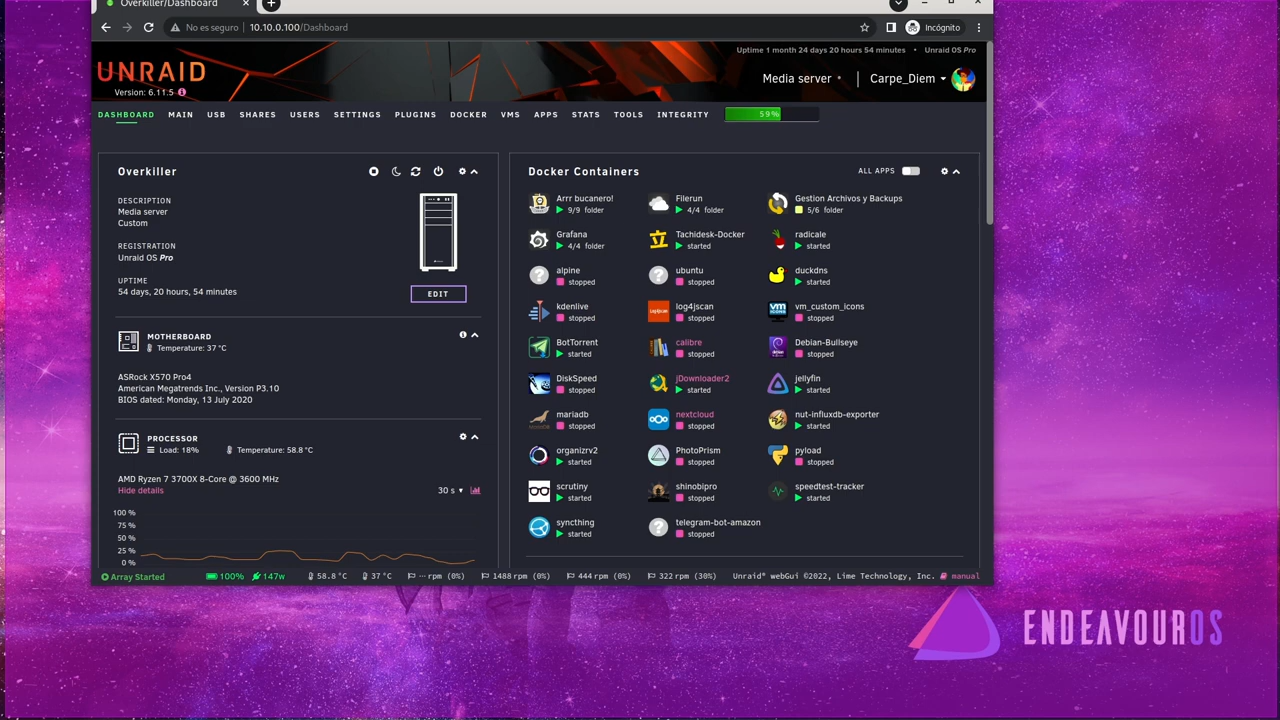 Overkiller/Dashboard
No es seguro 10.10.0.100/Dashboard
Incógnito
Uptime 1 month 24 days 20 hours 54 minutes • Unraid OS Pro
UNRAID
Version: 6.11.5
Media server • Carpe_Diem
DASHBOARD MAIN USB SHARES USERS SETTINGS PLUGINS DOCKER VMS APPS STATS TOOLS INTEGRITY 59%
Overkiller
DESCRIPTION
Media server
Custom
REGISTRATION
Unraid OS Pro
UPTIME
54 days, 20 hours, 54 minutes
EDIT
MOTHERBOARD
Temperature: 37 °C
ASRock X570 Pro4
American Megatrends Inc., Version P3.10
BIOS dated: Monday, 13 July 2020
PROCESSOR
Load: 18% Temperature: 58.8 °C
AMD Ryzen 7 3700X 8-Core @ 3600 MHz
Hide details 30 s
100 %
75 %
50 %
25 %
0 %
Docker Containers ALL APPS
Arrr bucanero! Filerun Gestion Archivos y Backups
9/9 folder 4/4 folder 5/6 folder
Grafana Tachidesk-Docker radicale
4/4 folder started started
alpine ubuntu duckdns
stopped stopped started
kdenlive log4jscan vm_custom_icons
stopped stopped stopped
BotTorrent calibre Debian-Bullseye
started stopped stopped
DiskSpeed jDownloader2 jellyfin
stopped started started
mariadb nextcloud nut-influxdb-exporter
stopped stopped started
organizrv2 PhotoPrism pyload
started stopped stopped
scrutiny shinobipro speedtest-tracker
started stopped started
syncthing telegram-bot-amazon
started stopped
Array Started 100% 147w 58.8 °C 37 °C ··· rpm (0%) 1488 rpm (0%) 444 rpm (0%) 322 rpm (30%) Unraid® webGui ©2022, Lime Technology, Inc. manual
ENDEAVOUROS